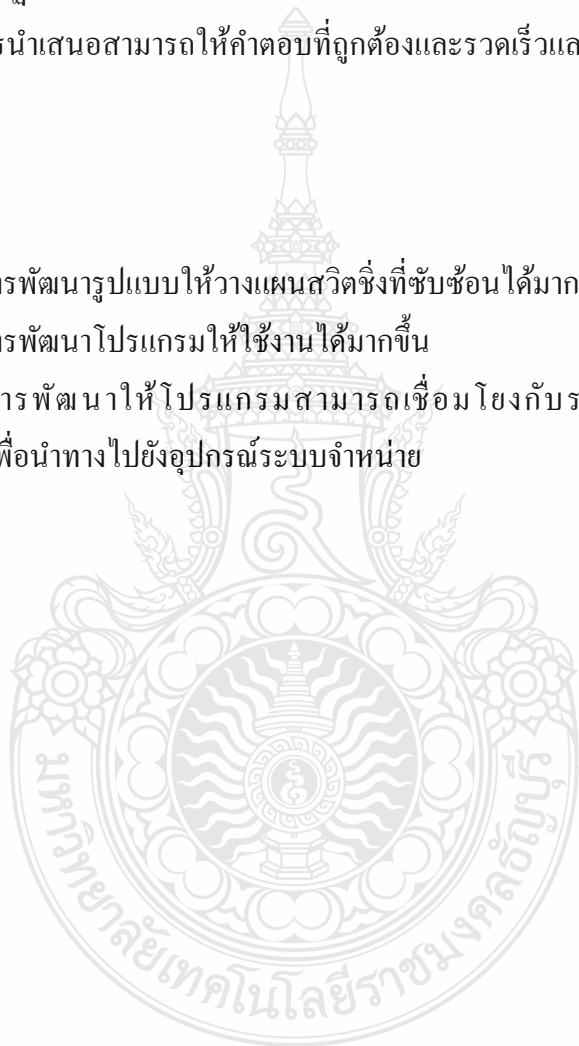 รนำเสนอสามารถให้คำตอบที่ถูกต้องและรวดเร็วแล
ารพัฒนารูปแบบให้วางแผนสวิตชิ่งที่ซับซ้อนได้มาก
ารพัฒนาโปรแกรมให้ใช้งานได้มากขึ้น
ารพัฒนาให้โปรแกรมสามารถเชื่อมโยงกับร
พื่อนำทางไปยังอุปกรณ์ระบบจำหน่าย
มหาวิทยาลัยเทคโนโลยีราชมงคลธัญบุรี